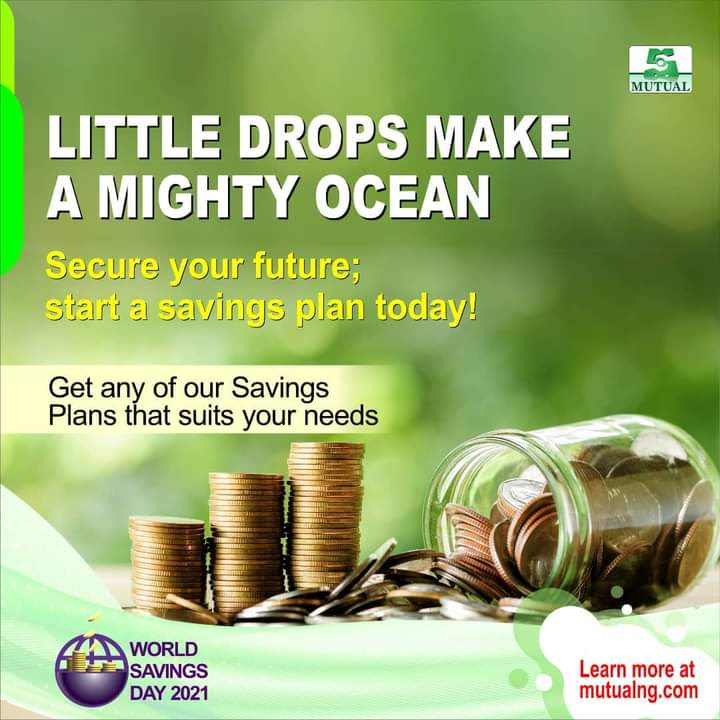 MUTUAL
LITTLE DROPS MAKE
A MIGHTY OCEAN
Secure your future;
start a savings plan today!
Get any of our Savings
Plans that suits your needs
WORLD
SAVINGS
DAY 2021
Learn more at
mutualng.com